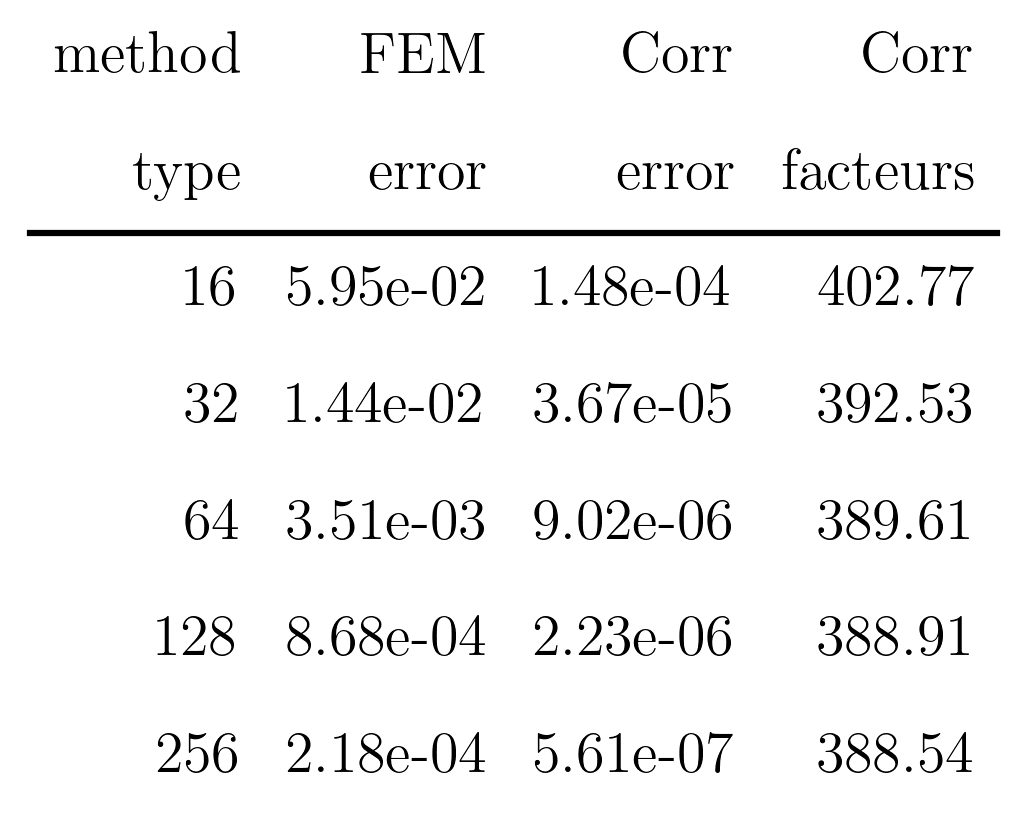 method FEM Corr Corr
type error error facteurs
16 5.95e-02 1.48e-04 402.77
32 1.44e-02 3.67e-05 392.53
64 3.51e-03 9.02e-06 389.61
128 8.68e-04 2.23e-06 388.91
256 2.18e-04 5.61e-07 388.54